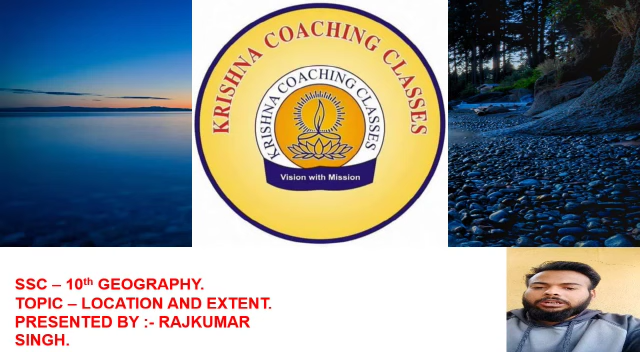 KRISHNA COACHING CLASSES
KRISHNA COACHING CLASSES
Vision with Mission
SSC – 10th GEOGRAPHY.
TOPIC – LOCATION AND EXTENT.
PRESENTED BY :- RAJKUMAR
SINGH.